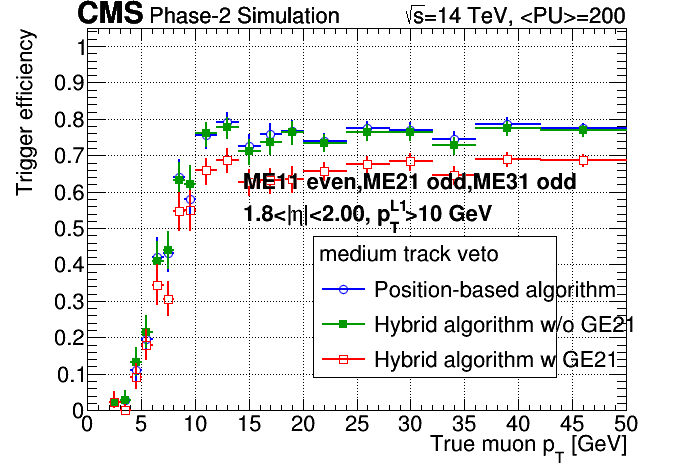 CMS Phase-2 Simulation √s=14 TeV, <PU>=200
Trigger efficiency
1
0.9
0.8
0.7
0.6
0.5
0.4
0.3
0.2
0.1
0
ME11 even,ME21 odd,ME31 odd
1.8<|η|<2.00, p_T^L1>10 GeV
medium track veto
Position-based algorithm
Hybrid algorithm w/o GE21
Hybrid algorithm w GE21
0 5 10 15 20 25 30 35 40 45 50
True muon p_T [GeV]